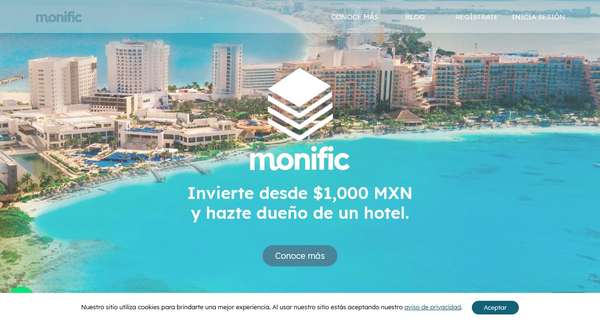 monific
CONOCE MÁS
BLOG
REGÍSTRATE
INICIA SESIÓN
monific
Invierte desde $1,000 MXN
y hazte dueño de un hotel.
Conoce más
Nuestro sitio utiliza cookies para brindarte una mejor experiencia. Al usar nuestro sitio estás aceptando nuestro aviso de privacidad.
Aceptar